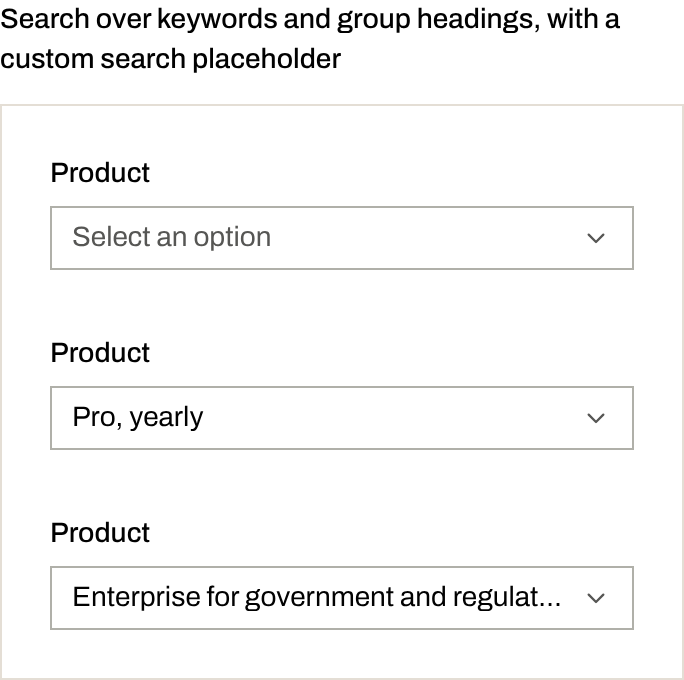 Search over keywords and group headings, with a
custom search placeholder
Product
Select an option
Product
Pro, yearly
Product
Enterprise for government and regulat...